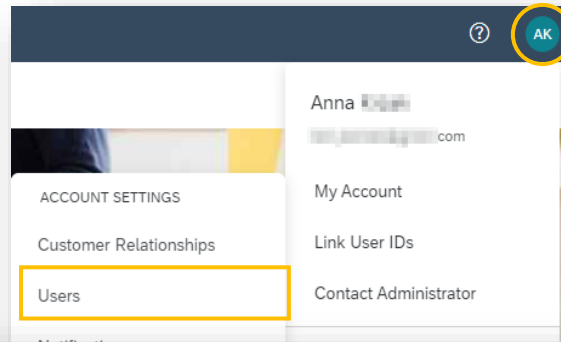 AK
Anna
com
My Account
ACCOUNT SETTINGS
Link User IDs
Customer Relationships
Contact Administrator
Users